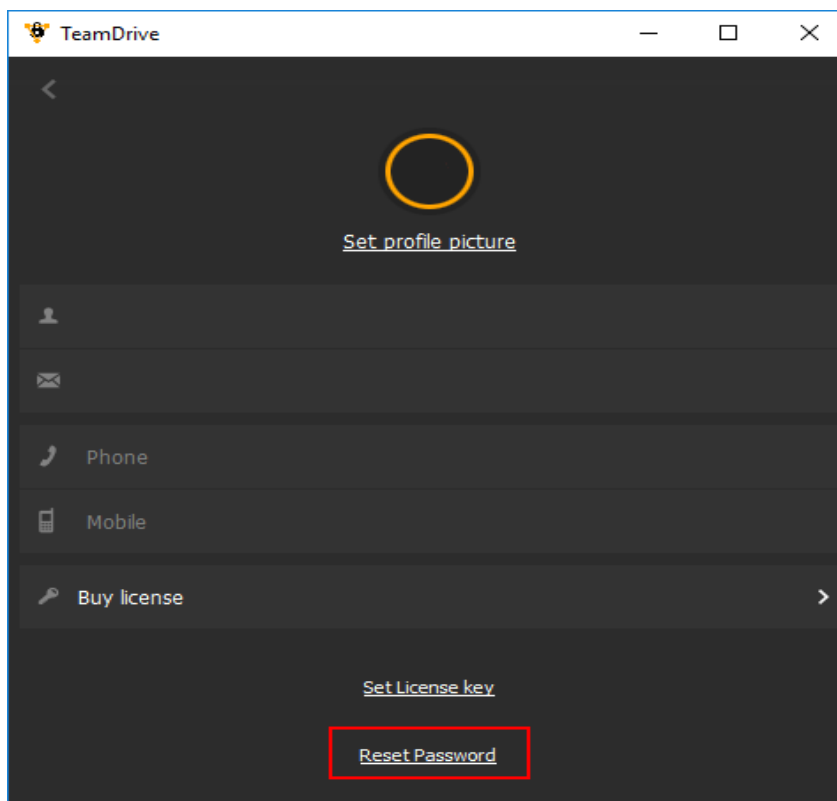 TeamDrive
Set profile picture
Phone
Mobile
Buy license
Set License key
Reset Password